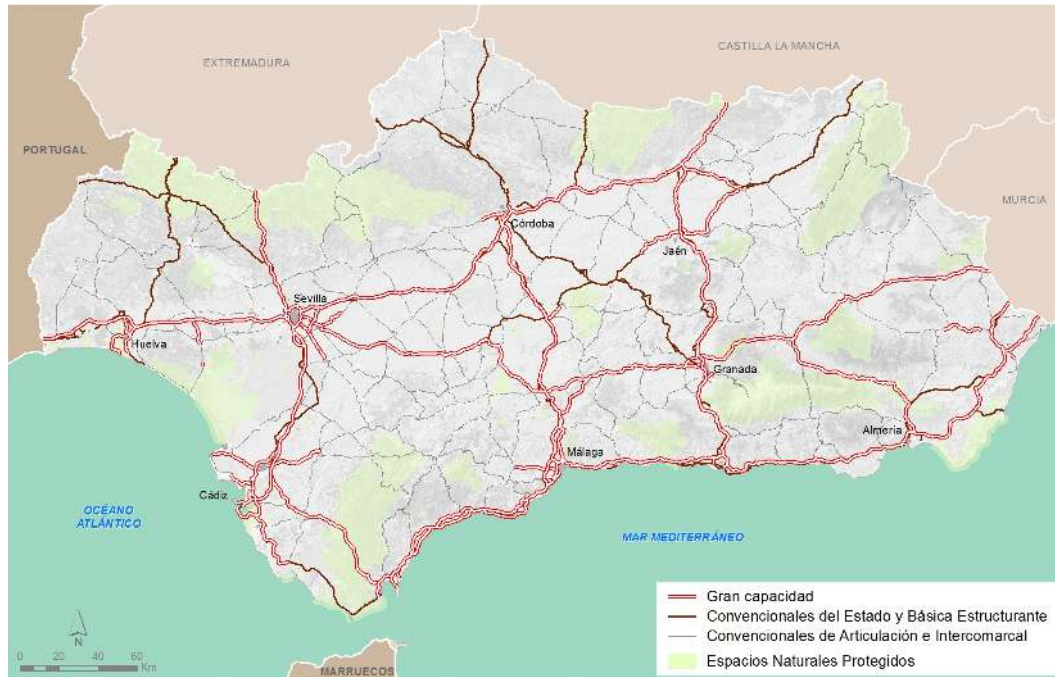 CASTILLA LA MANCHA
EXTREMADURA
PORTUGAL
MURCIA
Córdoba
Jaén
Sevilla
Huelva
Granada
Almería
Málaga
Cádiz
OCÉANO
ATLÁNTICO
MAR MEDITERRÁNEO
MARRUECOS
N
0 20 40 60
Km
Gran capacidad
Convencionales del Estado y Básica Estructurante
Convencionales de Articulación e Intercomarcal
Espacios Naturales Protegidos